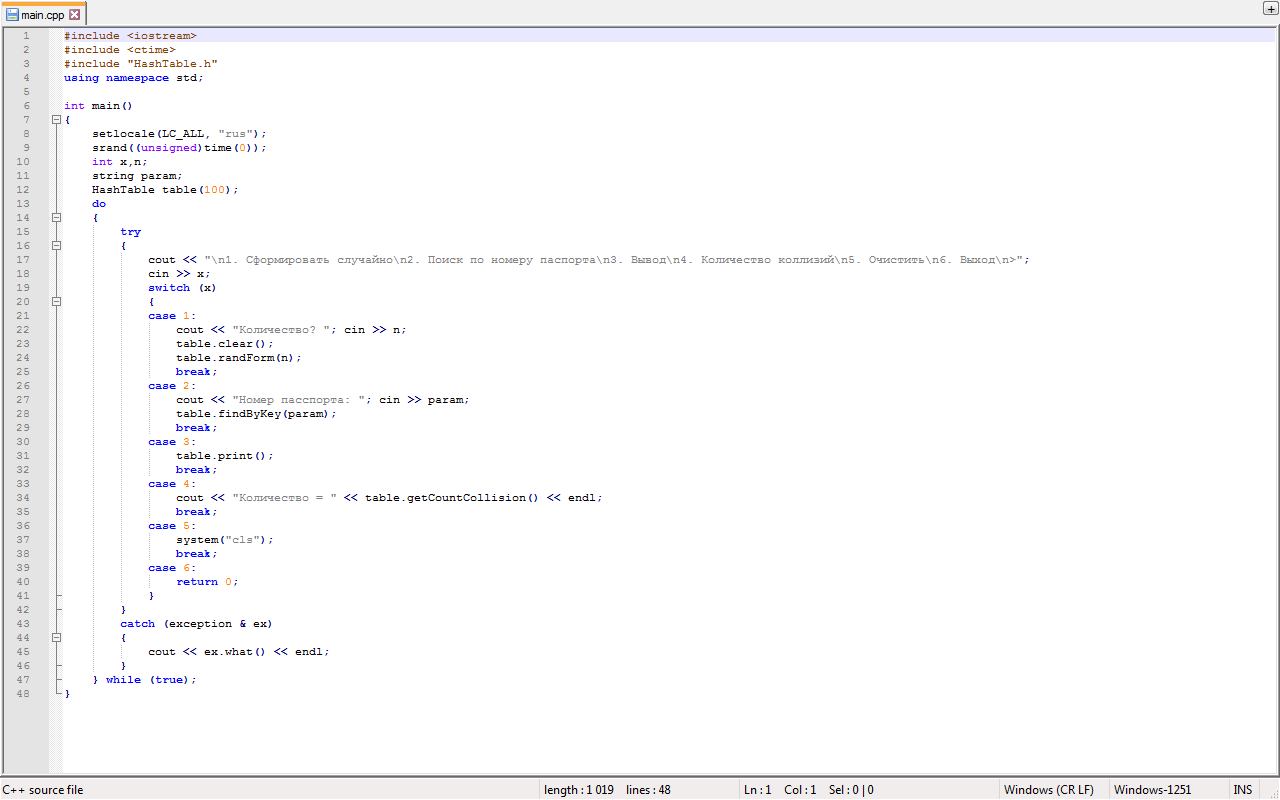 main.cpp
1 #include <iostream>
2 #include <ctime>
3 #include "HashTable.h"
4 using namespace std;
5
6 int main()
7 {
8 setlocale(LC_ALL, "rus");
9 srand((unsigned)time(0));
10 int x,n;
11 string param;
12 HashTable table(100);
13 do
14 {
15 try
16 {
17 cout << "\n1. Сформировать случайно\n2. Поиск по номеру паспорта\n3. Вывод\n4. Количество коллизий\n5. Очистить\n6. Выход\n>";
18 cin >> x;
19 switch (x)
20 {
21 case 1:
22 cout << "Количество? "; cin >> n;
23 table.clear();
24 table.randForm(n);
25 break;
26 case 2:
27 cout << "Номер пасспорта: "; cin >> param;
28 table.findByKey(param);
29 break;
30 case 3:
31 table.print();
32 break;
33 case 4:
34 cout << "Количество = " << table.getCountCollision() << endl;
35 break;
36 case 5:
37 system("cls");
38 break;
39 case 6:
40 return 0;
41 }
42 }
43 catch (exception & ex)
44 {
45 cout << ex.what() << endl;
46 }
47 } while (true);
48 }
C++ source file length : 1 019 lines : 48 Ln : 1 Col : 1 Sel : 0 | 0 Windows (CR LF) Windows-1251 INS